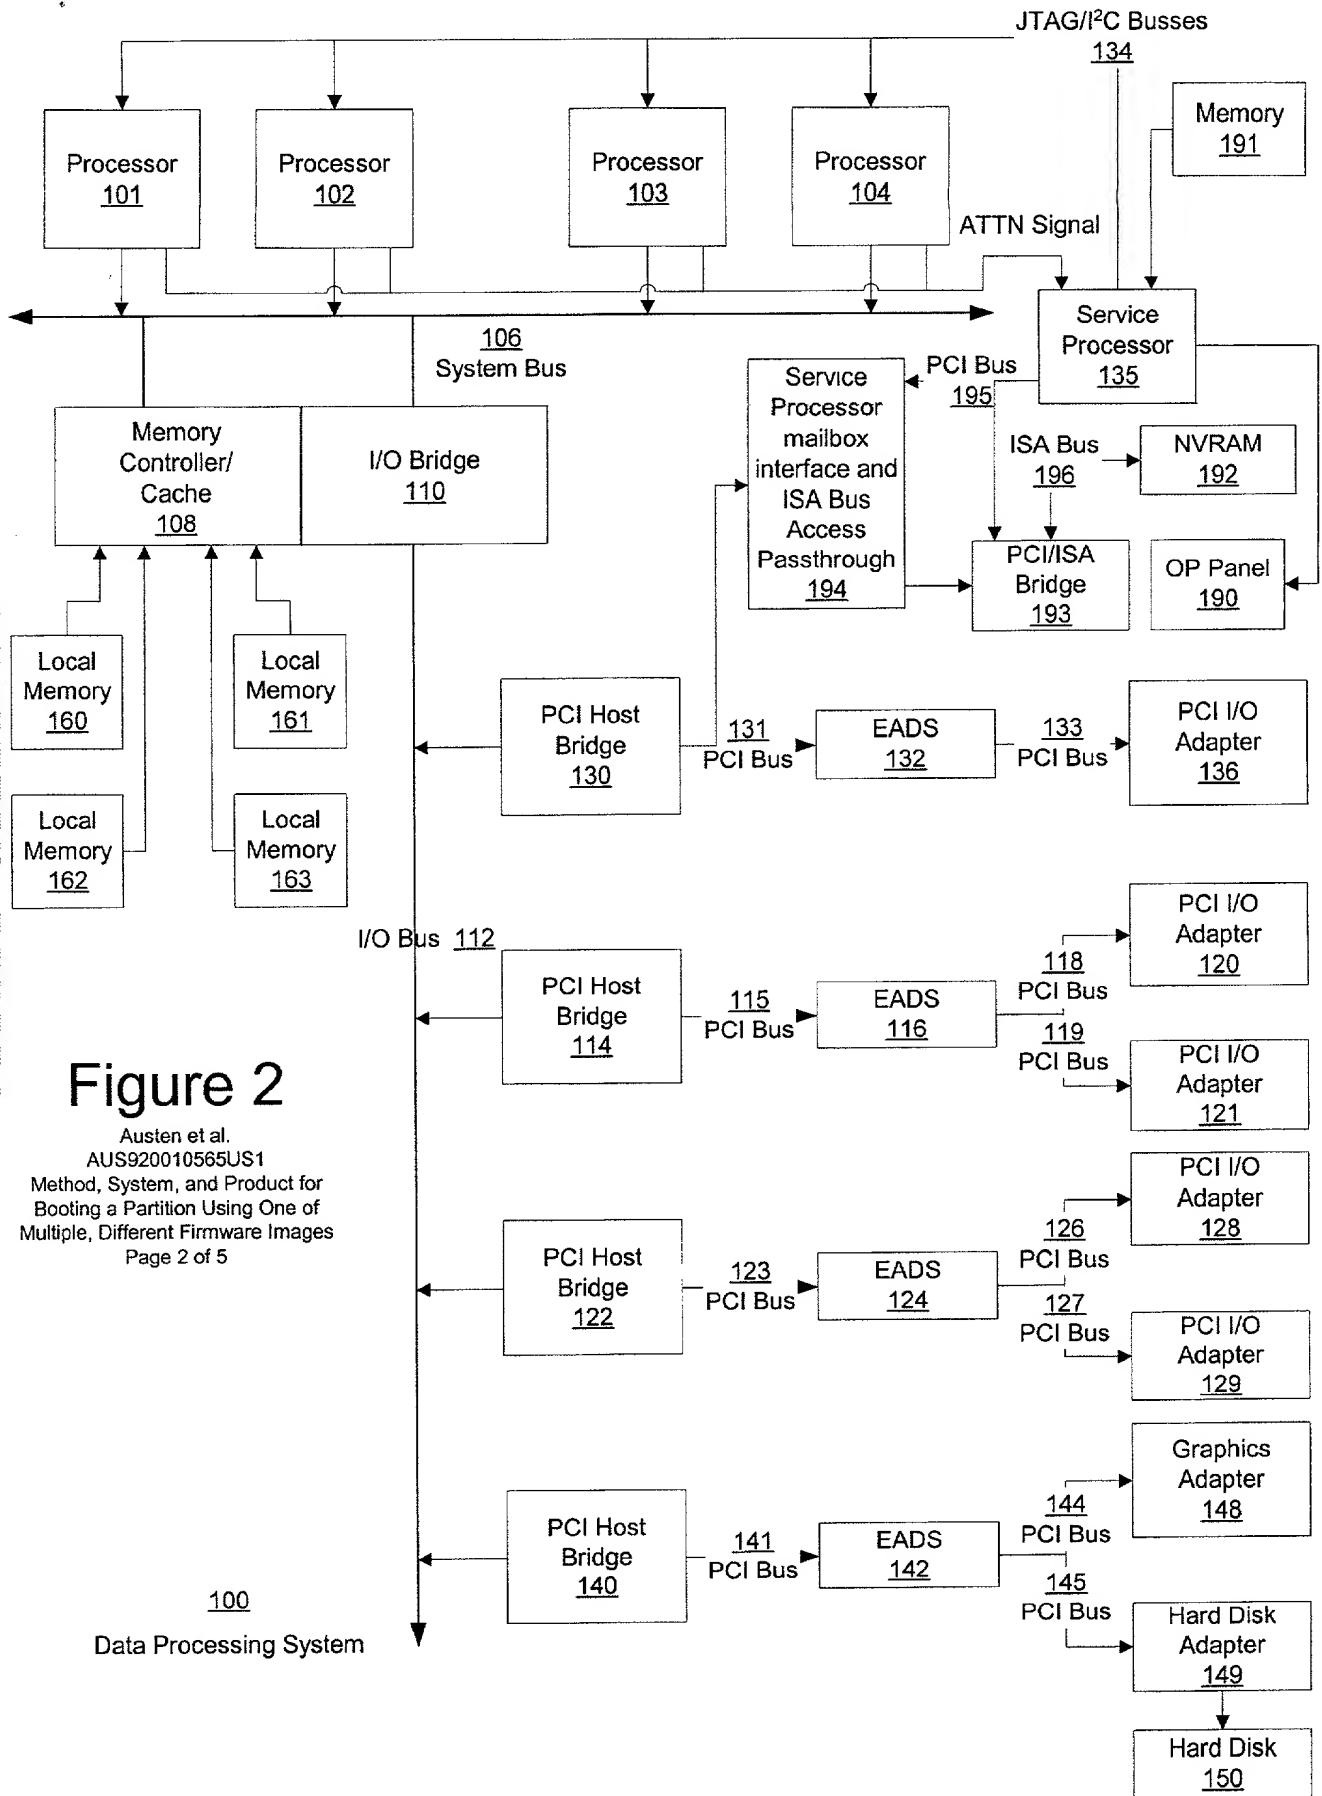 JTAG/I²C Busses
134
Memory
191
Processor
101
Processor
102
Processor
103
Processor
104
ATTN Signal
Service
Processor
135
106
System Bus
PCI Bus
195
Service
Processor
mailbox
interface and
ISA Bus
Access
Passthrough
194
ISA Bus
196
NVRAM
192
Memory
Controller/
Cache
108
I/O Bridge
110
PCI/ISA
Bridge
193
OP Panel
190
Local
Memory
160
Local
Memory
161
PCI Host
Bridge
130
131
PCI Bus
EADS
132
133
PCI Bus
PCI I/O
Adapter
136
Local
Memory
162
Local
Memory
163
I/O Bus 112
PCI Host
Bridge
114
115
PCI Bus
EADS
116
118
PCI Bus
119
PCI Bus
PCI I/O
Adapter
120
PCI I/O
Adapter
121
Figure 2
Austen et al.
AUS920010565US1
Method, System, and Product for
Booting a Partition Using One of
Multiple, Different Firmware Images
Page 2 of 5
PCI Host
Bridge
122
123
PCI Bus
EADS
124
126
PCI Bus
127
PCI Bus
PCI I/O
Adapter
128
PCI I/O
Adapter
129
PCI Host
Bridge
140
141
PCI Bus
EADS
142
144
PCI Bus
145
PCI Bus
Graphics
Adapter
148
Hard Disk
Adapter
149
Hard Disk
150
100
Data Processing System